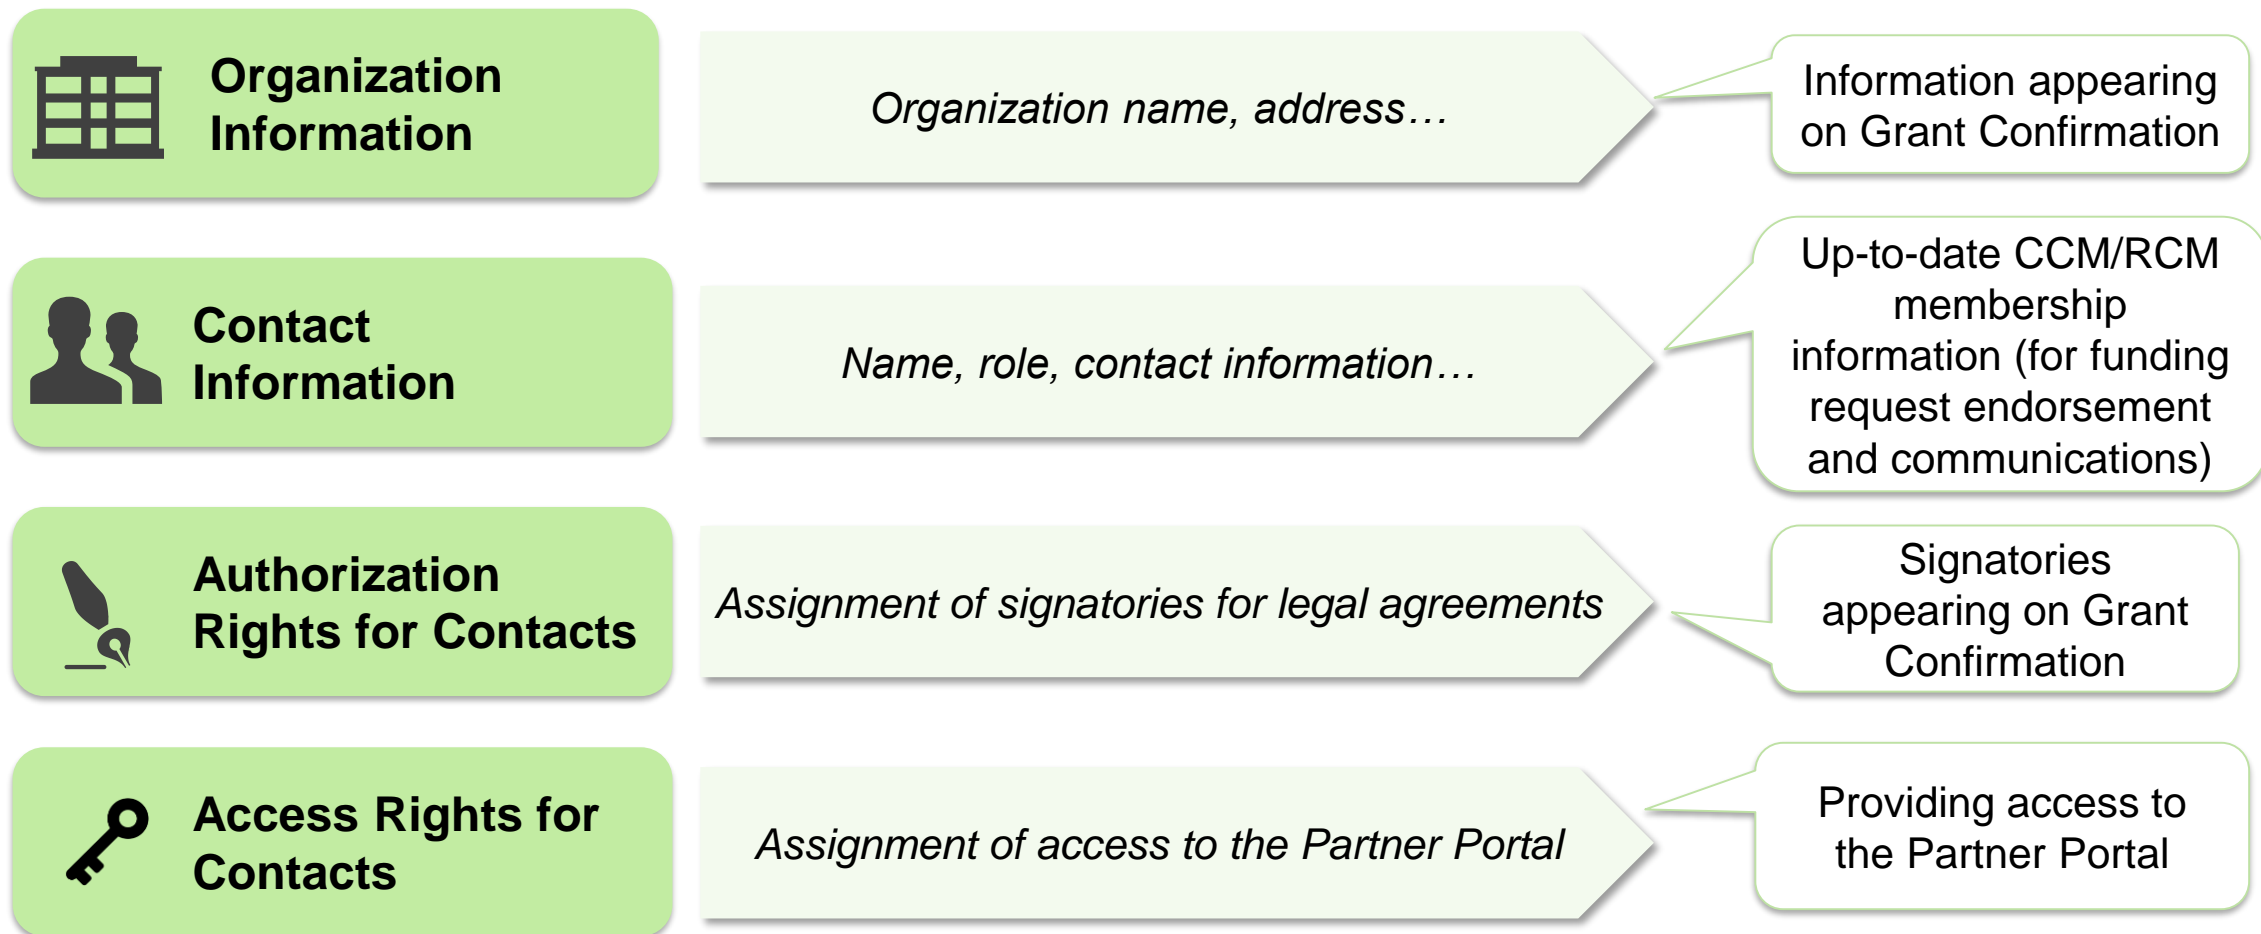 Organization
Information
Organization name, address…
Information appearing
on Grant Confirmation
Contact
Information
Name, role, contact information…
Up-to-date CCM/RCM
membership
information (for funding
request endorsement
and communications)
Authorization
Rights for Contacts
Assignment of signatories for legal agreements
Signatories
appearing on Grant
Confirmation
Access Rights for
Contacts
Assignment of access to the Partner Portal
Providing access to
the Partner Portal